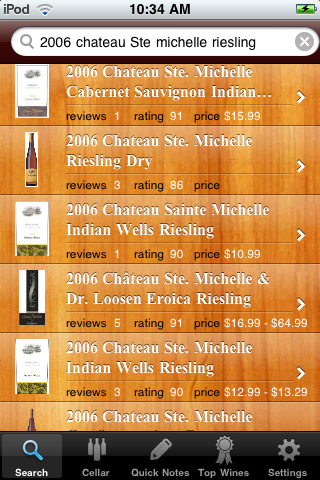 iPod 10:34 AM
2006 chateau Ste michelle riesling
2006 Chateau Ste. Michelle
Cabernet Sauvignon Indian…
reviews 1 rating 91 price $15.99
2006 Chateau Ste. Michelle
Riesling Dry
reviews 3 rating 86 price
2006 Chateau Sainte Michelle
Indian Wells Riesling
reviews 1 rating 90 price $10.99
2006 Château Ste. Michelle &
Dr. Loosen Eroica Riesling
reviews 5 rating 91 price $16.99 - $64.99
2006 Chateau Ste. Michelle
Indian Wells Riesling
reviews 3 rating 90 price $12.99 - $13.29
2006 Chateau Ste. Michelle
Search Cellar Quick Notes Top Wines Settings